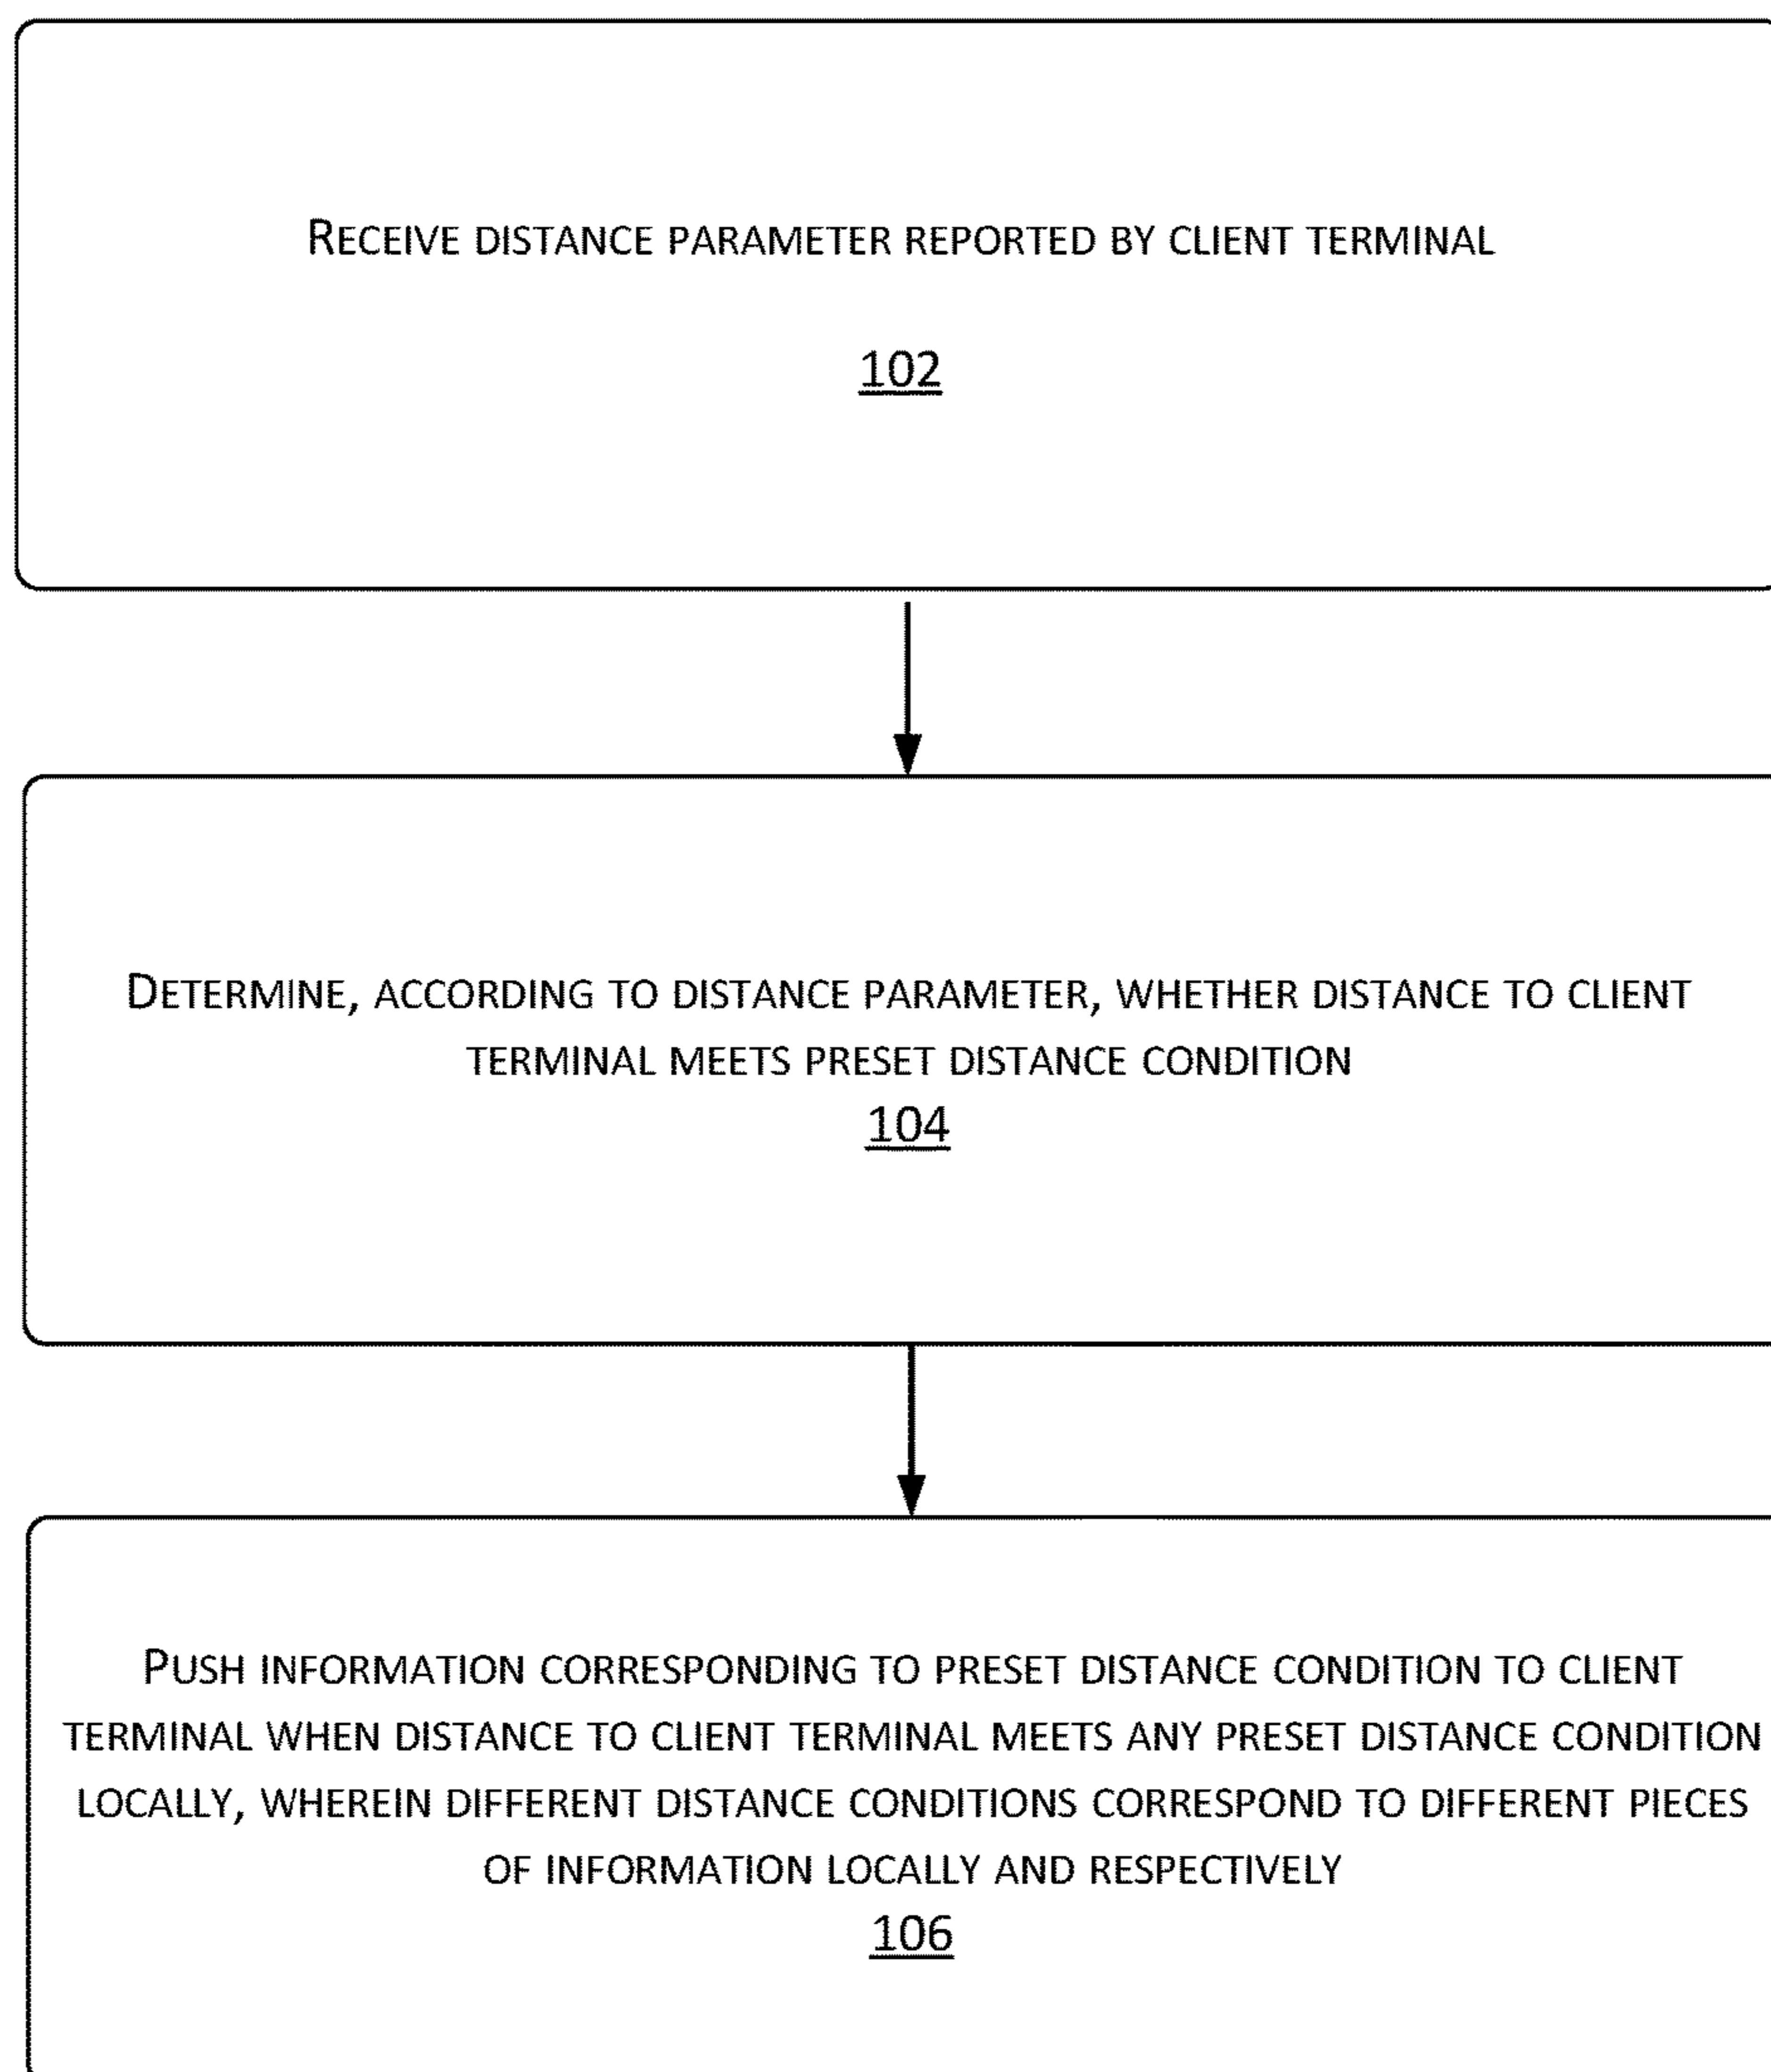 RECEIVE DISTANCE PARAMETER REPORTED BY CLIENT TERMINAL
102
DETERMINE, ACCORDING TO DISTANCE PARAMETER, WHETHER DISTANCE TO CLIENT
TERMINAL MEETS PRESET DISTANCE CONDITION
104
PUSH INFORMATION CORRESPONDING TO PRESET DISTANCE CONDITION TO CLIENT
TERMINAL WHEN DISTANCE TO CLIENT TERMINAL MEETS ANY PRESET DISTANCE CONDITION
LOCALLY, WHEREIN DIFFERENT DISTANCE CONDITIONS CORRESPOND TO DIFFERENT PIECES
OF INFORMATION LOCALLY AND RESPECTIVELY
106